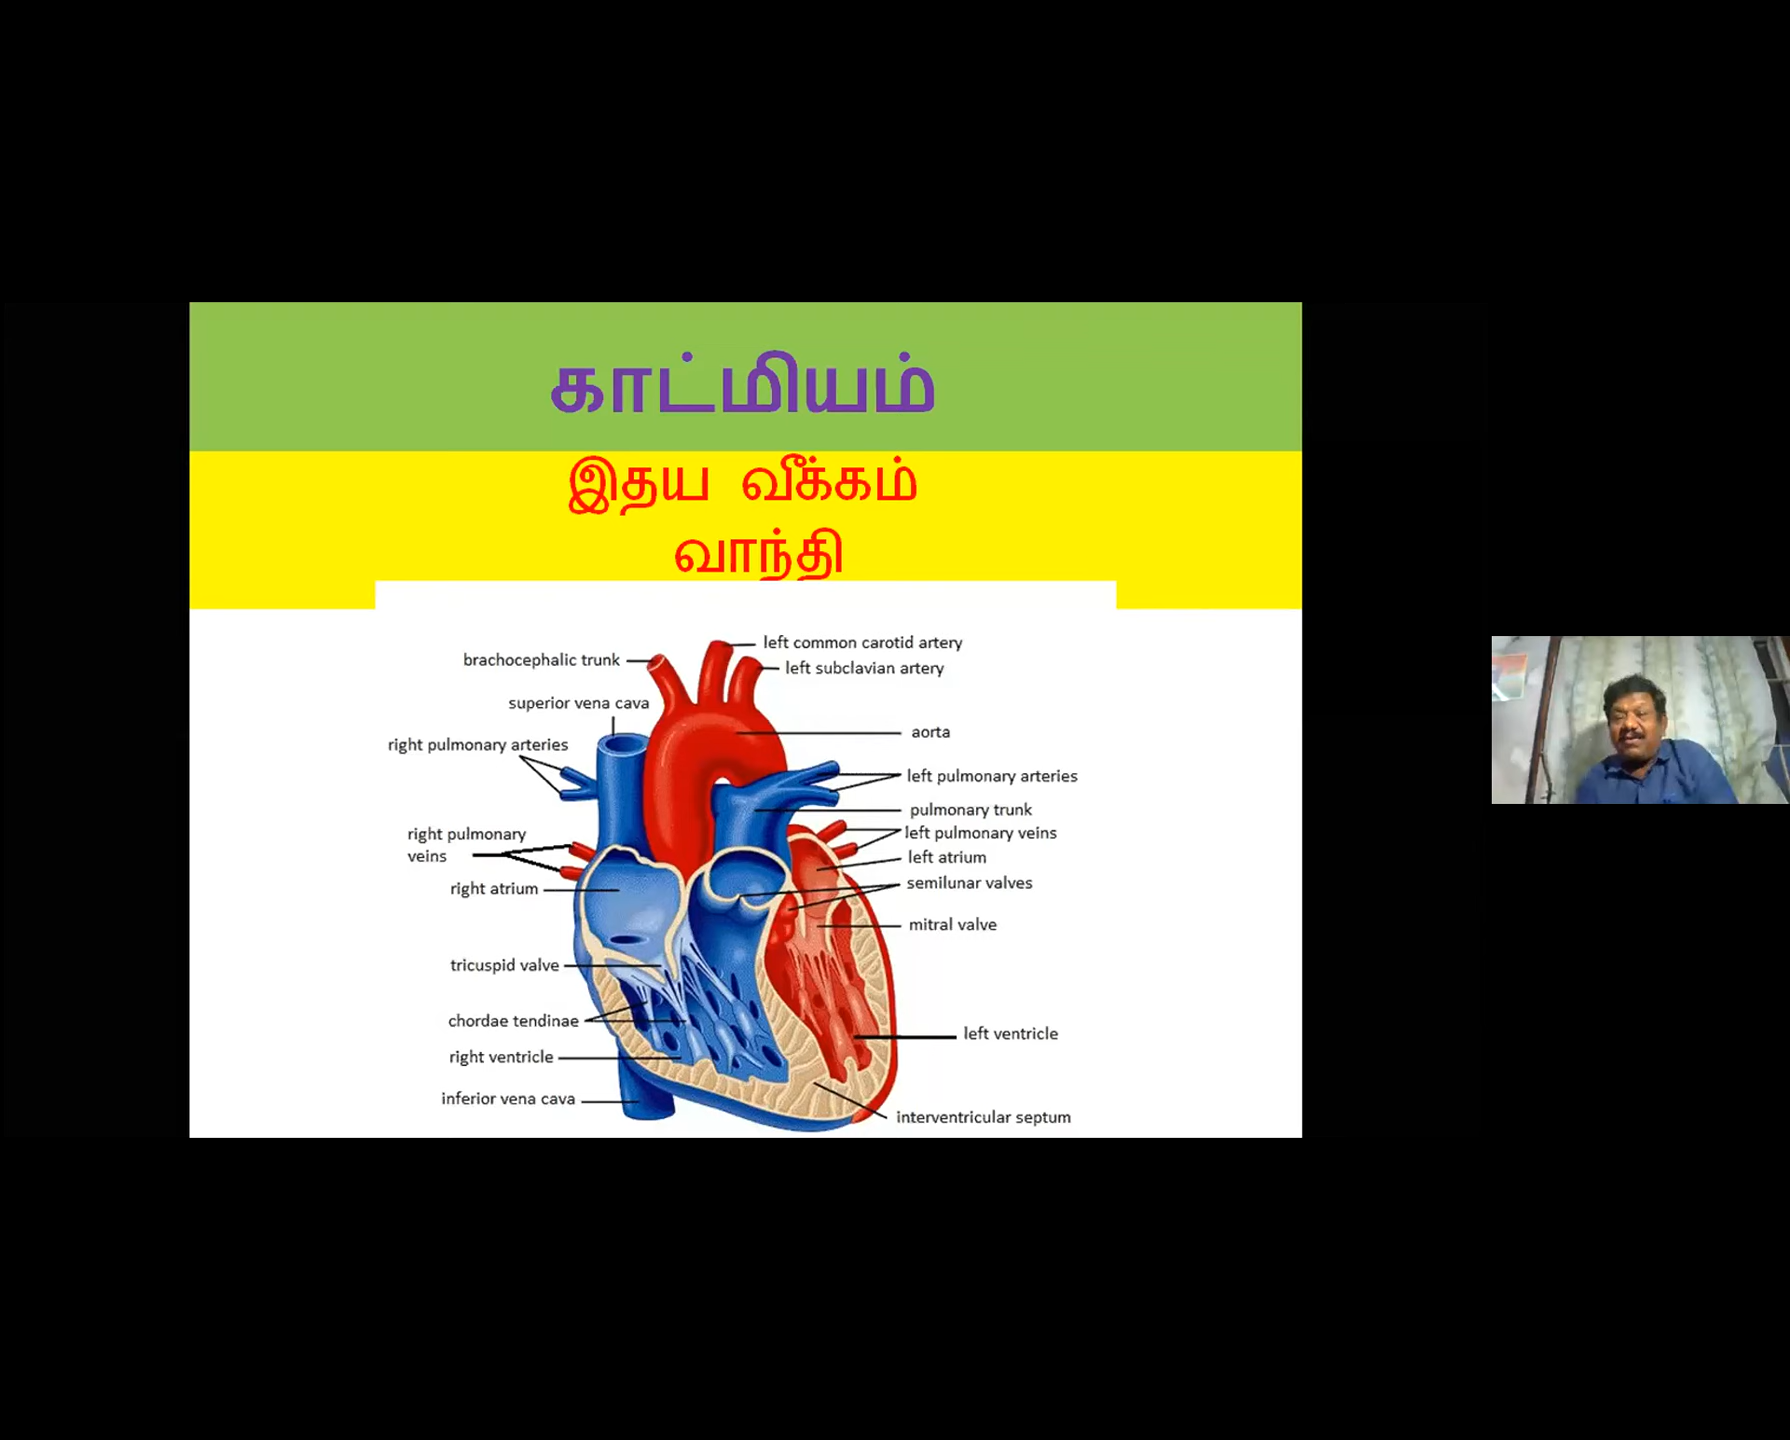 காட்மியம்
இதய வீக்கம்
வாந்தி
left common carotid artery
brachocephalic trunk
left subclavian artery
superior vena cava
aorta
right pulmonary arteries
left pulmonary arteries
pulmonary trunk
right pulmonary
veins
left pulmonary veins
left atrium
semilunar valves
right atrium
mitral valve
tricuspid valve
chordae tendinae
left ventricle
right ventricle
inferior vena cava
interventricular septum